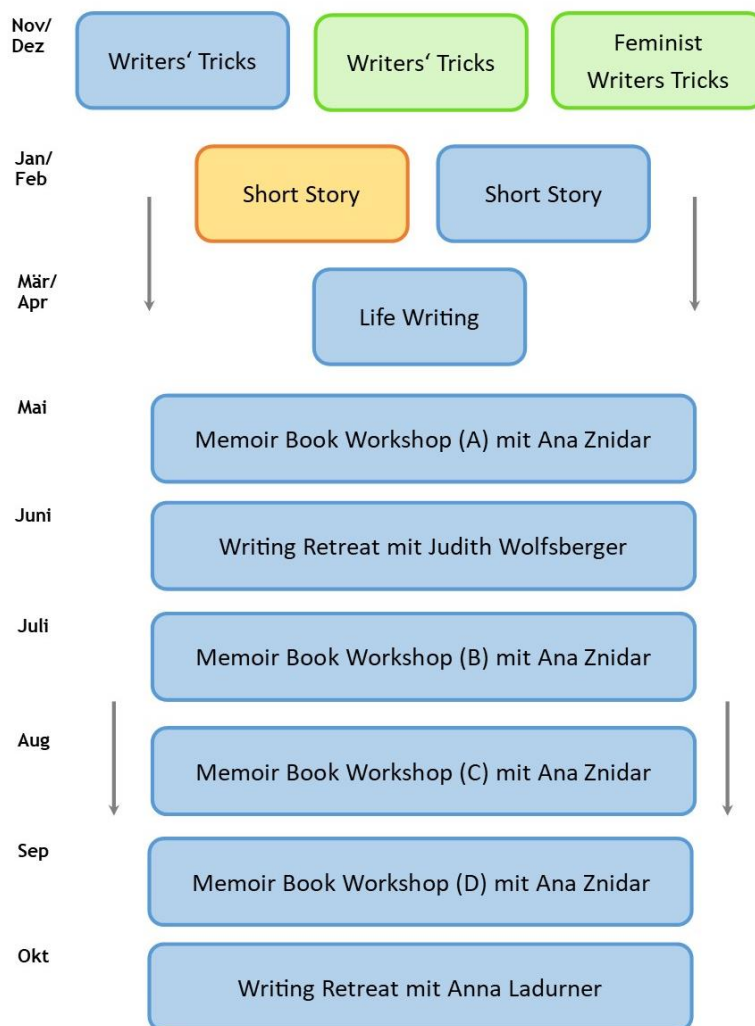 Nov/
Dez
Writers‘ Tricks
Writers‘ Tricks
Feminist
Writers Tricks
Jan/
Feb
Short Story
Short Story
Mär/
Apr
Life Writing
Mai
Memoir Book Workshop (A) mit Ana Znidar
Juni
Writing Retreat mit Judith Wolfsberger
Juli
Memoir Book Workshop (B) mit Ana Znidar
Aug
Memoir Book Workshop (C) mit Ana Znidar
Sep
Memoir Book Workshop (D) mit Ana Znidar
Okt
Writing Retreat mit Anna Ladurner